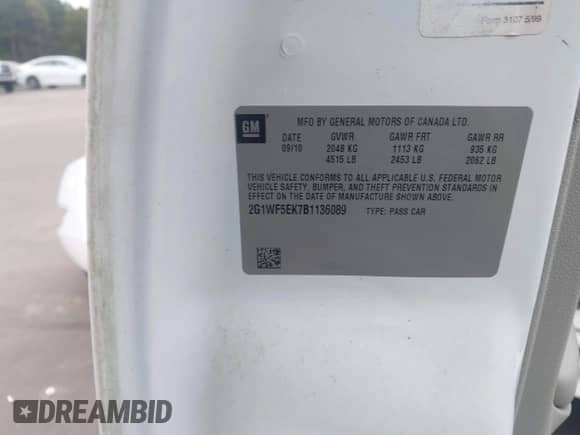 Form 3107 5/99
GM
MFD BY GENERAL MOTORS OF CANADA LTD.
DATE GVWR GAWR FRT GAWR RR
09/10 2048 KG 1113 KG 935 KG
4515 LB 2453 LB 2062 LB
THIS VEHICLE CONFORMS TO ALL APPLICABLE U.S. FEDERAL MOTOR
VEHICLE SAFETY, BUMPER, AND THEFT PREVENTION STANDARDS IN
EFFECT ON THE DATE OF MANUFACTURE SHOWN ABOVE.
2G1WF5EK7B1136089 TYPE: PASS CAR
DREAMBID